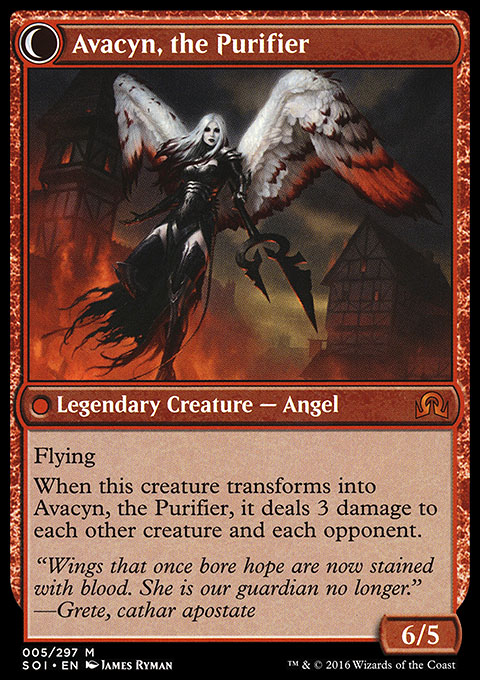 Avacyn, the Purifier
Legendary Creature — Angel
Flying
When this creature transforms into
Avacyn, the Purifier, it deals 3 damage to
each other creature and each opponent.
“Wings that once bore hope are now stained
with blood. She is our guardian no longer.”
—Grete, cathar apostate
6/5
005/297 M
SOI • EN James Ryman
™ & © 2016 Wizards of the Coast